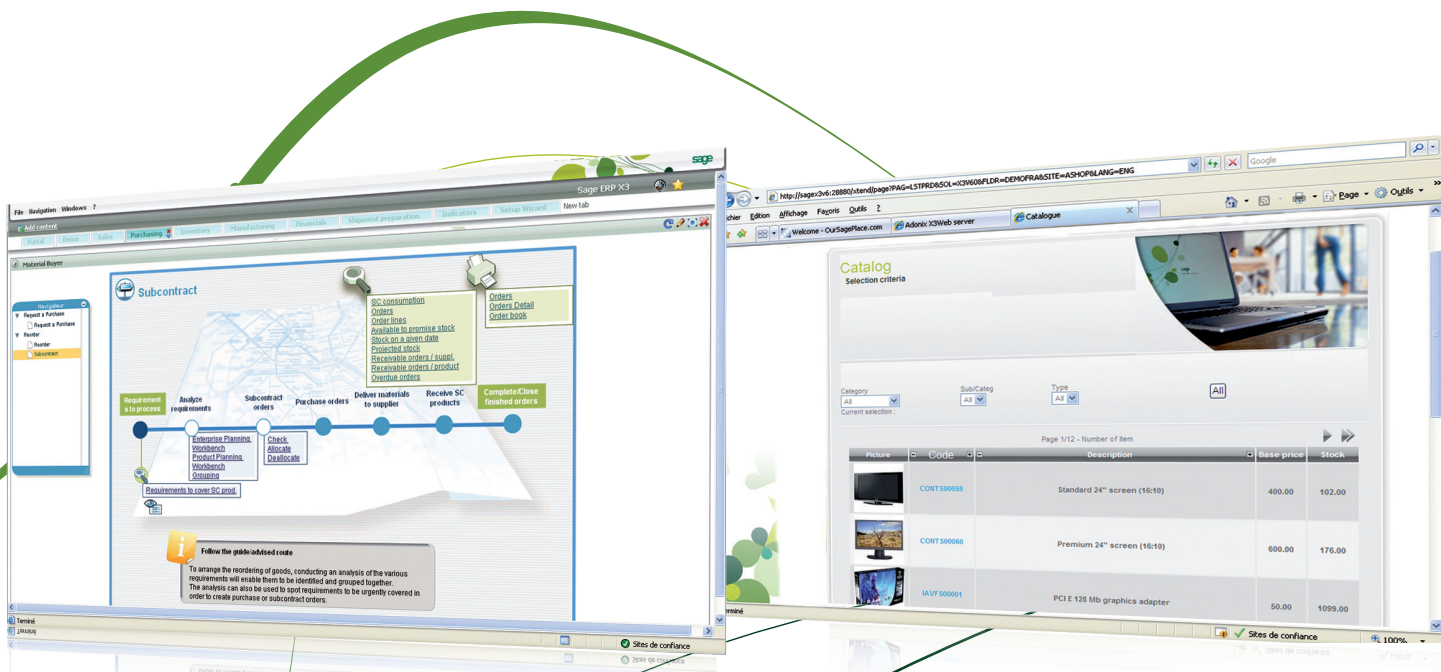 sage
Sage ERP X3
File Navigation Windows ?
Add content
New tab
Portal Demo Sales Purchasing Inventory Manufacturing Financials Shipment preparation Indicators Setup Wizard
Material Buyer
Navigateur
Request a Purchase
Request a Purchase
Reorder
Reorder
Subcontract
Subcontract
SC consumption
Orders
Order lines
Available to promise stock
Stock on a given date
Projected stock
Receivable orders / suppl.
Receivable orders / product
Overdue orders
Orders
Orders Detail
Order book
Requirement
s to process
Analyze
requirements
Subcontract
orders
Purchase orders
Deliver materials
to supplier
Receive SC
products
Complete/Close
finished orders
Enterprise Planning
Workbench
Product Planning
Workbench
Grouping
Check
Allocate
Deallocate
Requirements to cover SC prod.
Follow the guide/advised route
To arrange the reordering of goods, conducting an analysis of the various
requirements will enable them to be identified and grouped together.
The analysis can also be used to spot requirements to be urgently covered in
order to create purchase or subcontract orders.
Terminé
Sites de confiance
http://sagex3v6:28880/xtend/page?PAG=LSTPRD&SOL=X3V60&FLDR=DEMOFRA&SITE=ASHOP&LANG=ENG
Google
chier Edition Affichage Favoris Outils ?
Welcome - OurSagePlace.com
Adonix X3Web server
Catalogue
X
Page
Outils
Catalog
Selection criteria
Category
Sub/Categ
Type
All
All
All
All
Current selection :
Page 1/12 - Number of item
Picture Code Description Base price Stock
CONTS00059 Standard 24" screen (16:10) 400.00 102.00
CONTS00060 Premium 24" screen (16:10) 600.00 176.00
IAVFS00001 PCI E 128 Mb graphics adapter 50.00 1099.00
erminé
Sites de confiance
100%